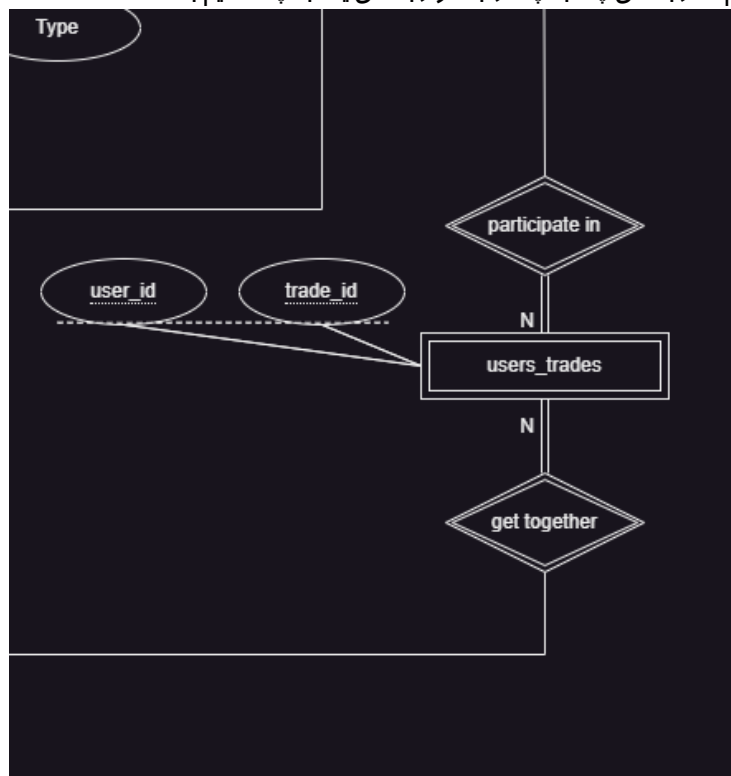 Type
participate in
user_id
trade_id
N
users_trades
N
get together